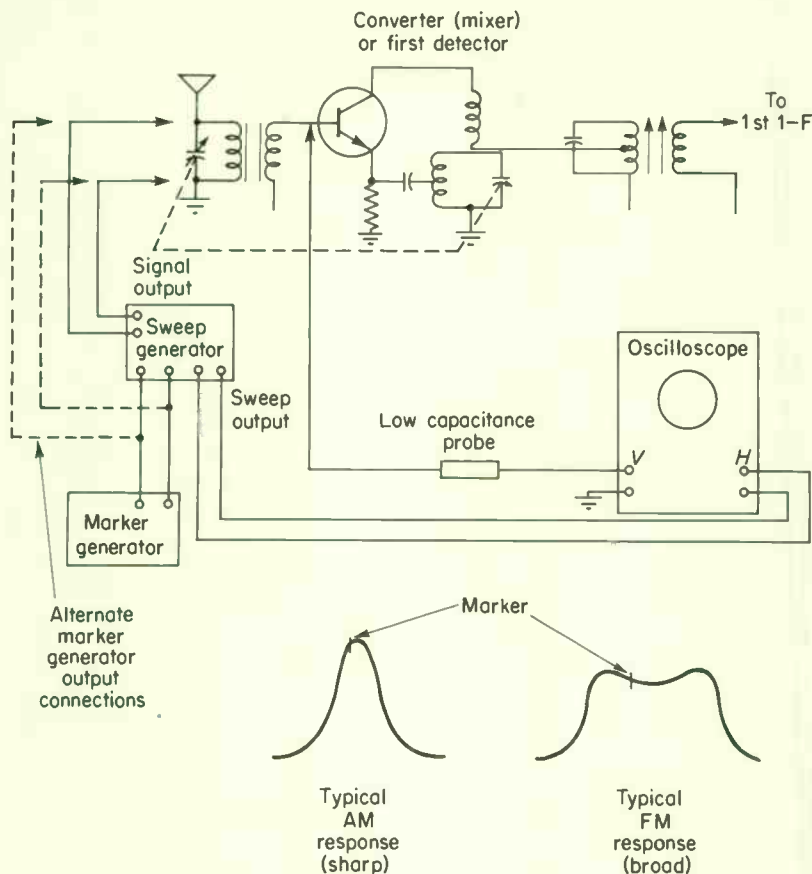 Converter (mixer)
or first detector
To
1st 1-F
Signal
output
Sweep
generator
Sweep
output
Low capacitance
probe
Oscilloscope
V
H
Marker
generator
Alternate
marker
generator
output
connections
Marker
Typical
AM
response
(sharp)
Typical
FM
response
(broad)